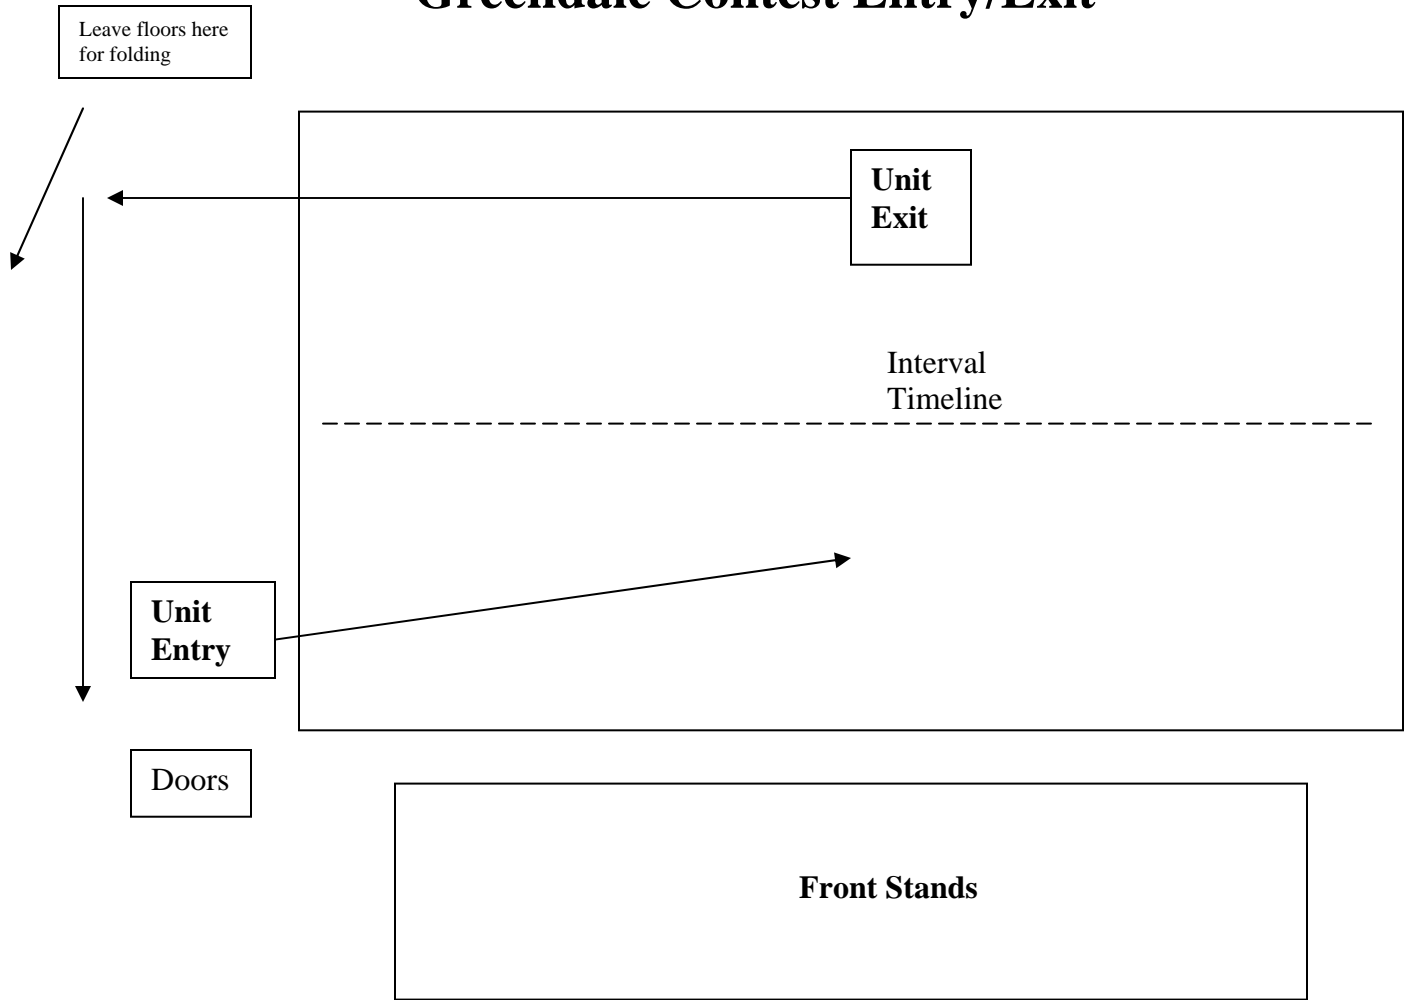 Greendale Contest Entry/Exit
Leave floors here
for folding
Unit
Exit
Interval
Timeline
Unit
Entry
Doors
Front Stands